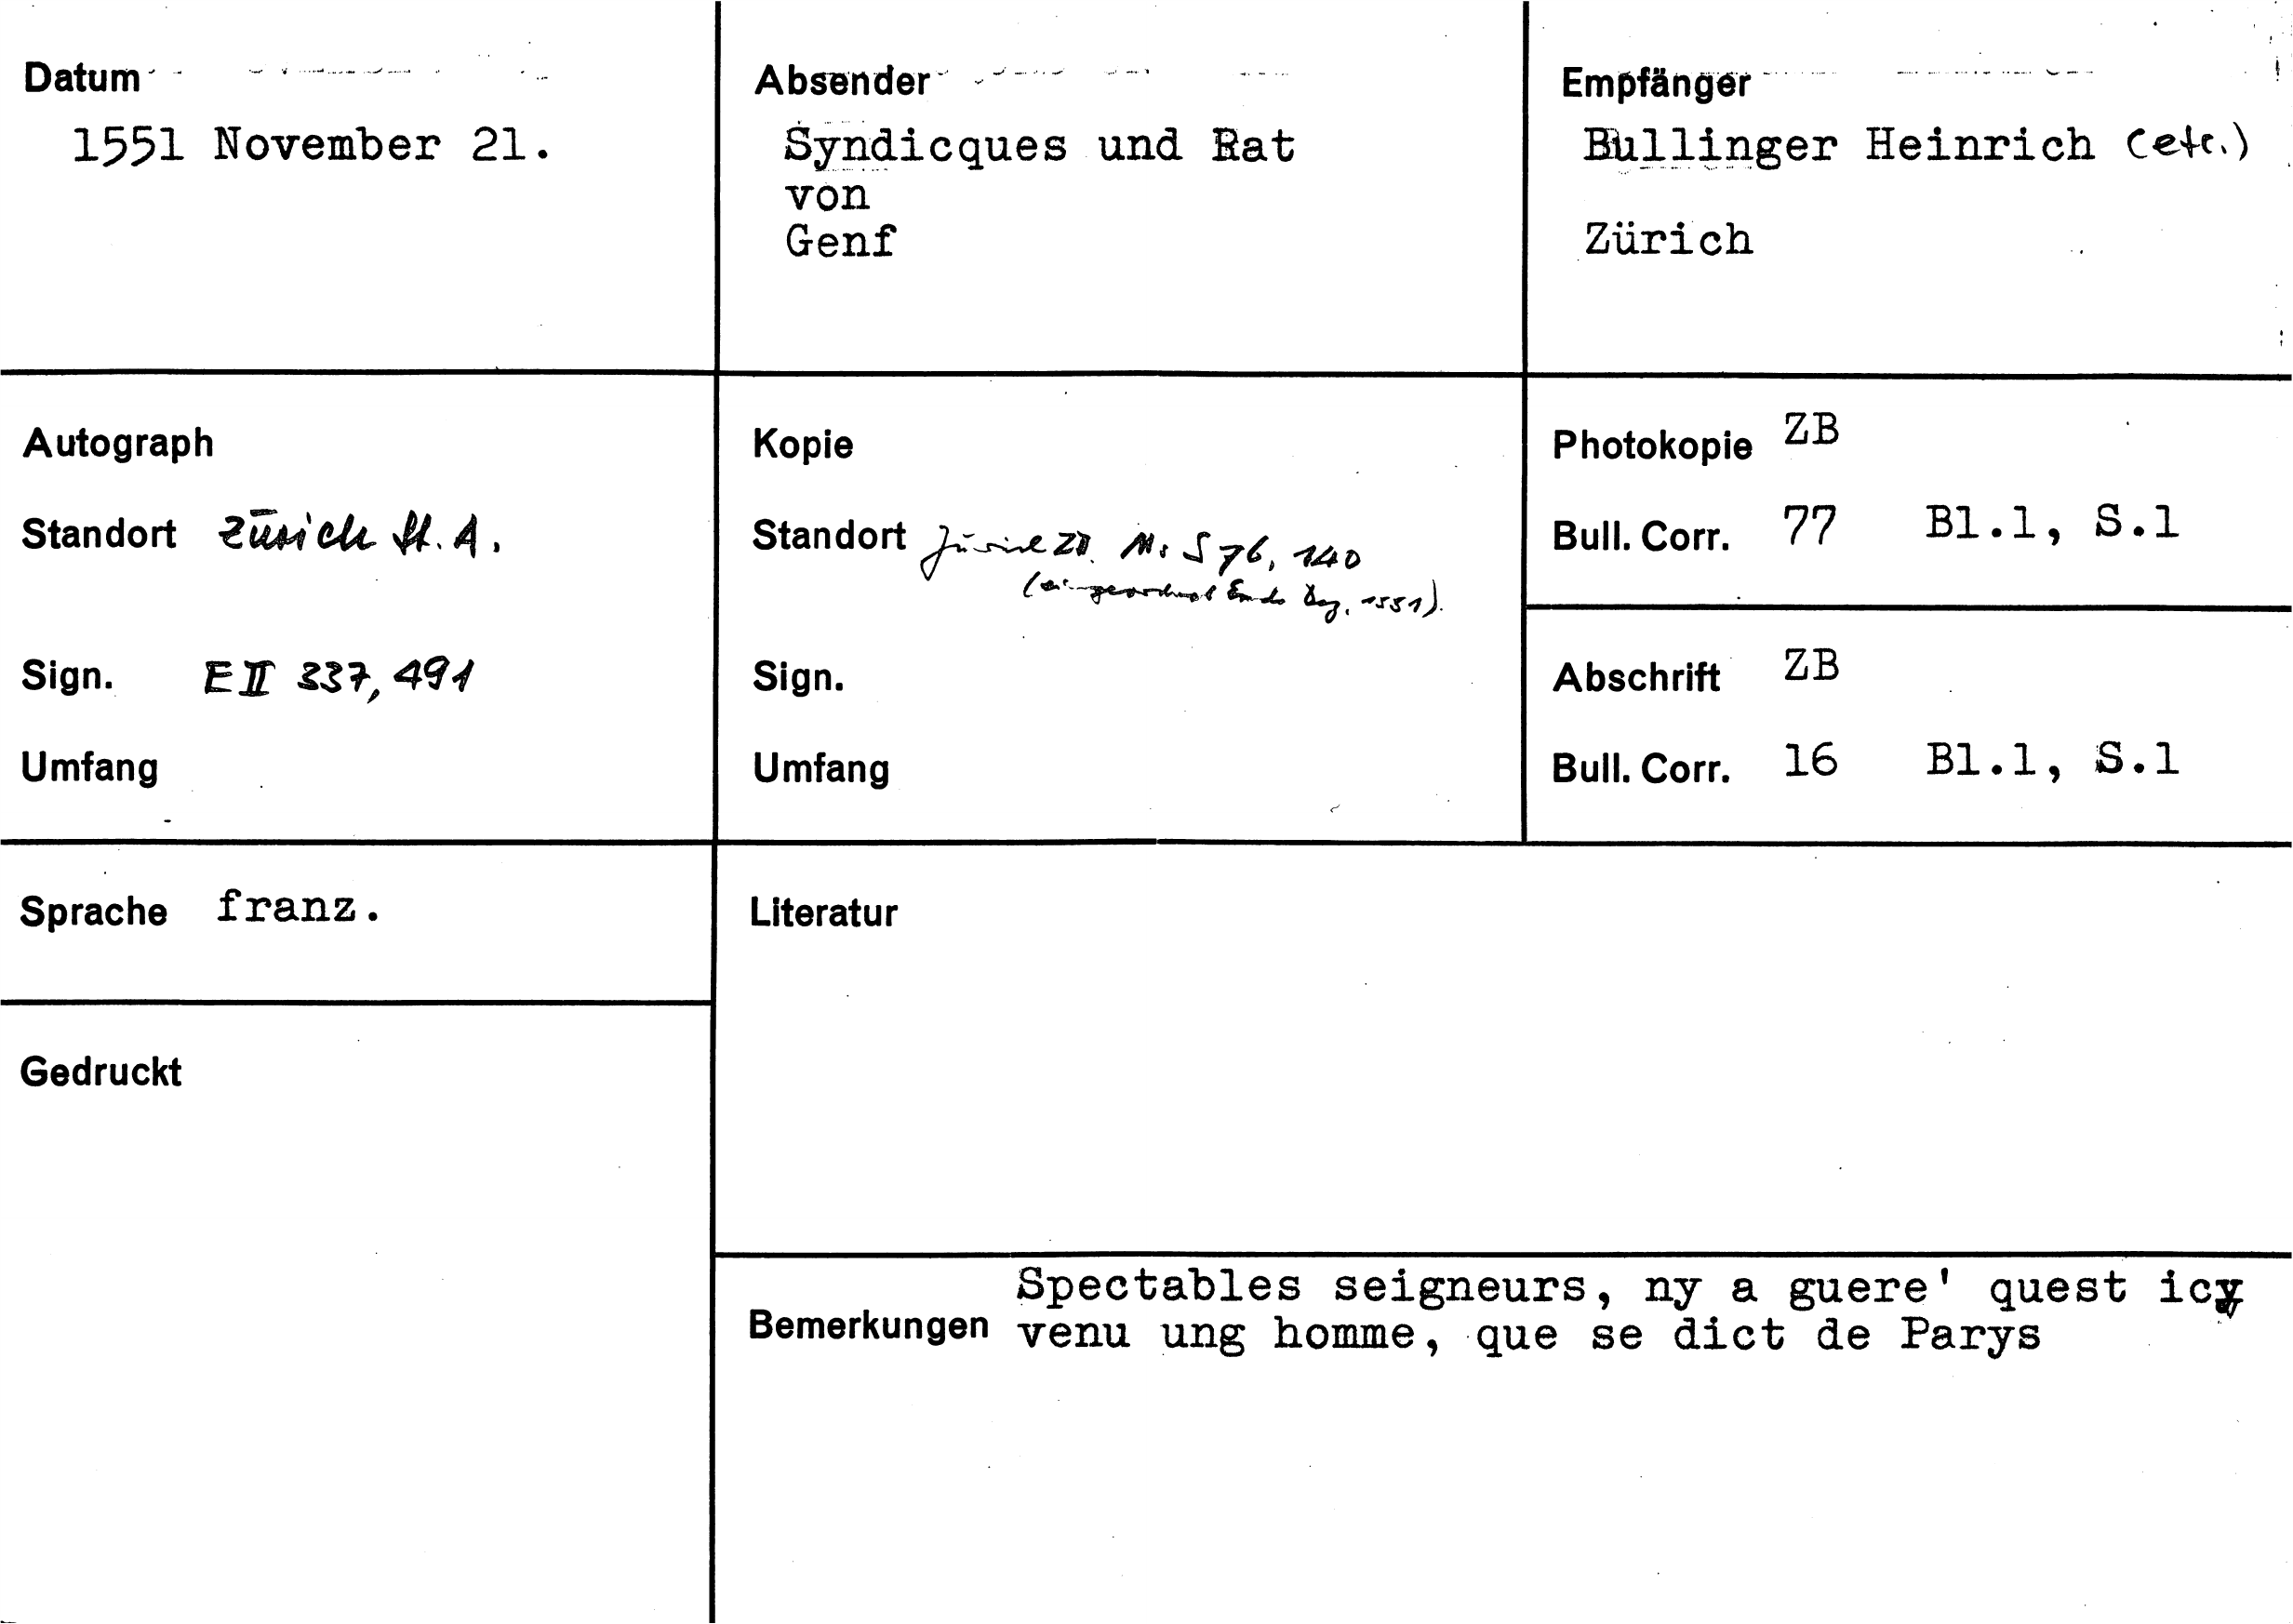 Datum
1551 November 21.
Absender
Syndicques und Rat
von
Genf
Empfänger
Bullinger Heinrich (etc.)
Zürich
Autograph
Standort Zürich St. A.
Sign. E II 337, 491
Umfang
Kopie
Standort Zürich ZB. Ms S 76, 140
(eingeordnet Ende Dez. 1551).
Sign.
Umfang
Photokopie ZB
Bull. Corr. 77 Bl.1, S.1
Abschrift ZB
Bull. Corr. 16 Bl.1, S.1
Sprache franz.
Literatur
Gedruckt
Bemerkungen
Spectables seigneurs, ny a guere' quest icy
venu ung homme, que se dict de Parys